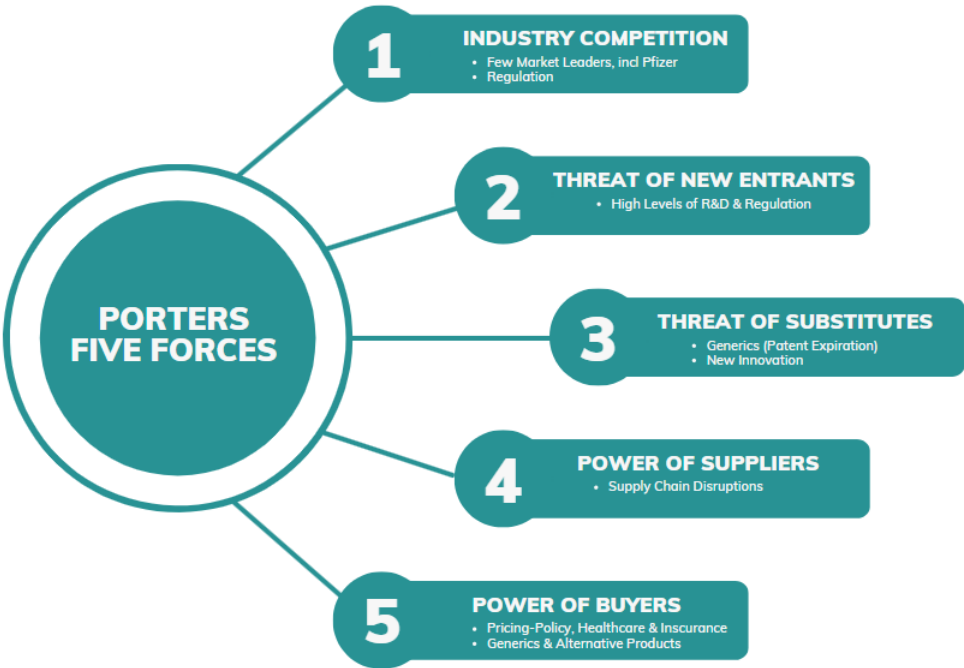 PORTERS
FIVE FORCES
1
INDUSTRY COMPETITION
• Few Market Leaders, incl Pfizer
• Regulation
2
THREAT OF NEW ENTRANTS
• High Levels of R&D & Regulation
3
THREAT OF SUBSTITUTES
• Generics (Patent Expiration)
• New Innovation
4
POWER OF SUPPLIERS
• Supply Chain Disruptions
5
POWER OF BUYERS
• Pricing-Policy, Healthcare & Inscurance
• Generics & Alternative Products